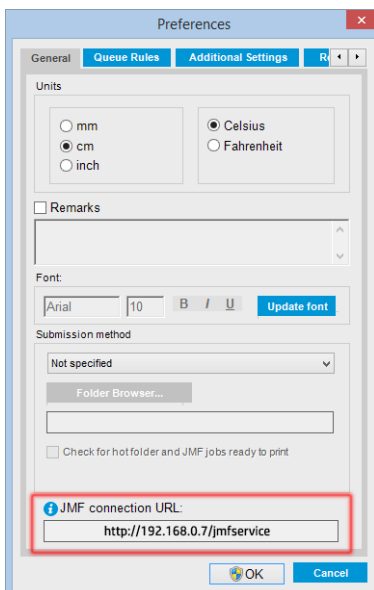 Preferences
General Queue Rules Additional Settings
Units
mm
cm
inch
Celsius
Fahrenheit
Remarks
Font:
Arial 10 B I U Update font
Submission method
Not specified
Folder Browser...
Check for hot folder and JMF jobs ready to print
JMF connection URL:
http://192.168.0.7/jmfservice
OK Cancel